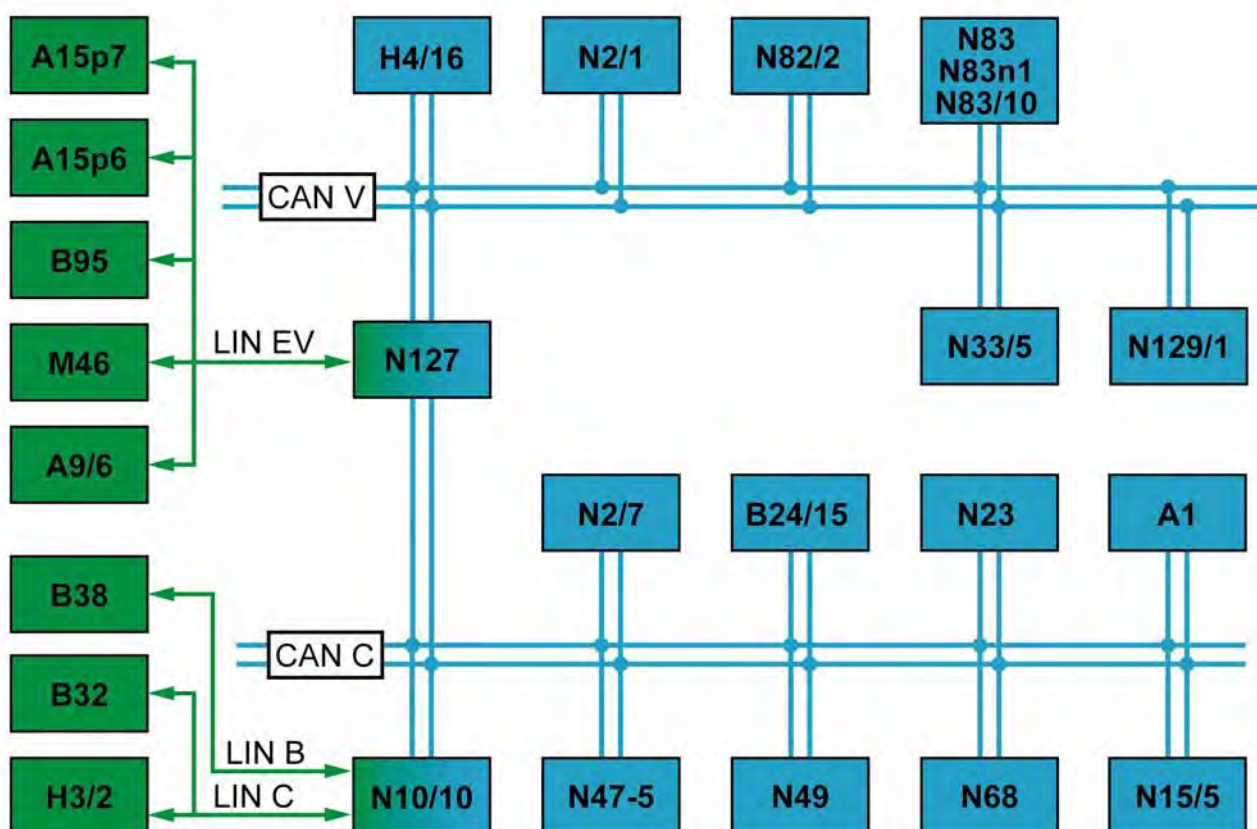 A15p7
H4/16
N2/1
N82/2
N83
N83n1
N83/10
A15p6
CAN V
B95
LIN EV
M46
N127
N33/5
N129/1
A9/6
N2/7
B24/15
N23
A1
B38
CAN C
B32
LIN B
H3/2
LIN C
N10/10
N47-5
N49
N68
N15/5